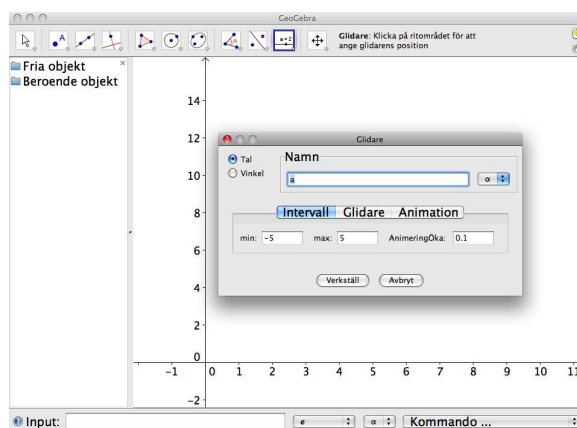 GeoGebra
Glidare: Klicka på ritområdet för att
ange glidarens position
Fria objekt
Beroende objekt
Glidare
Tal
Vinkel
Namn
a
α
Intervall Glidare Animation
min: -5 max: 5 AnimeringÖka: 0.1
Verkställ Avbryt
14
12
10
8
6
4
2
0
-2
-1 0 1 2 3 4 5 6 7 8 9 10 11
Input: e α Kommando ...